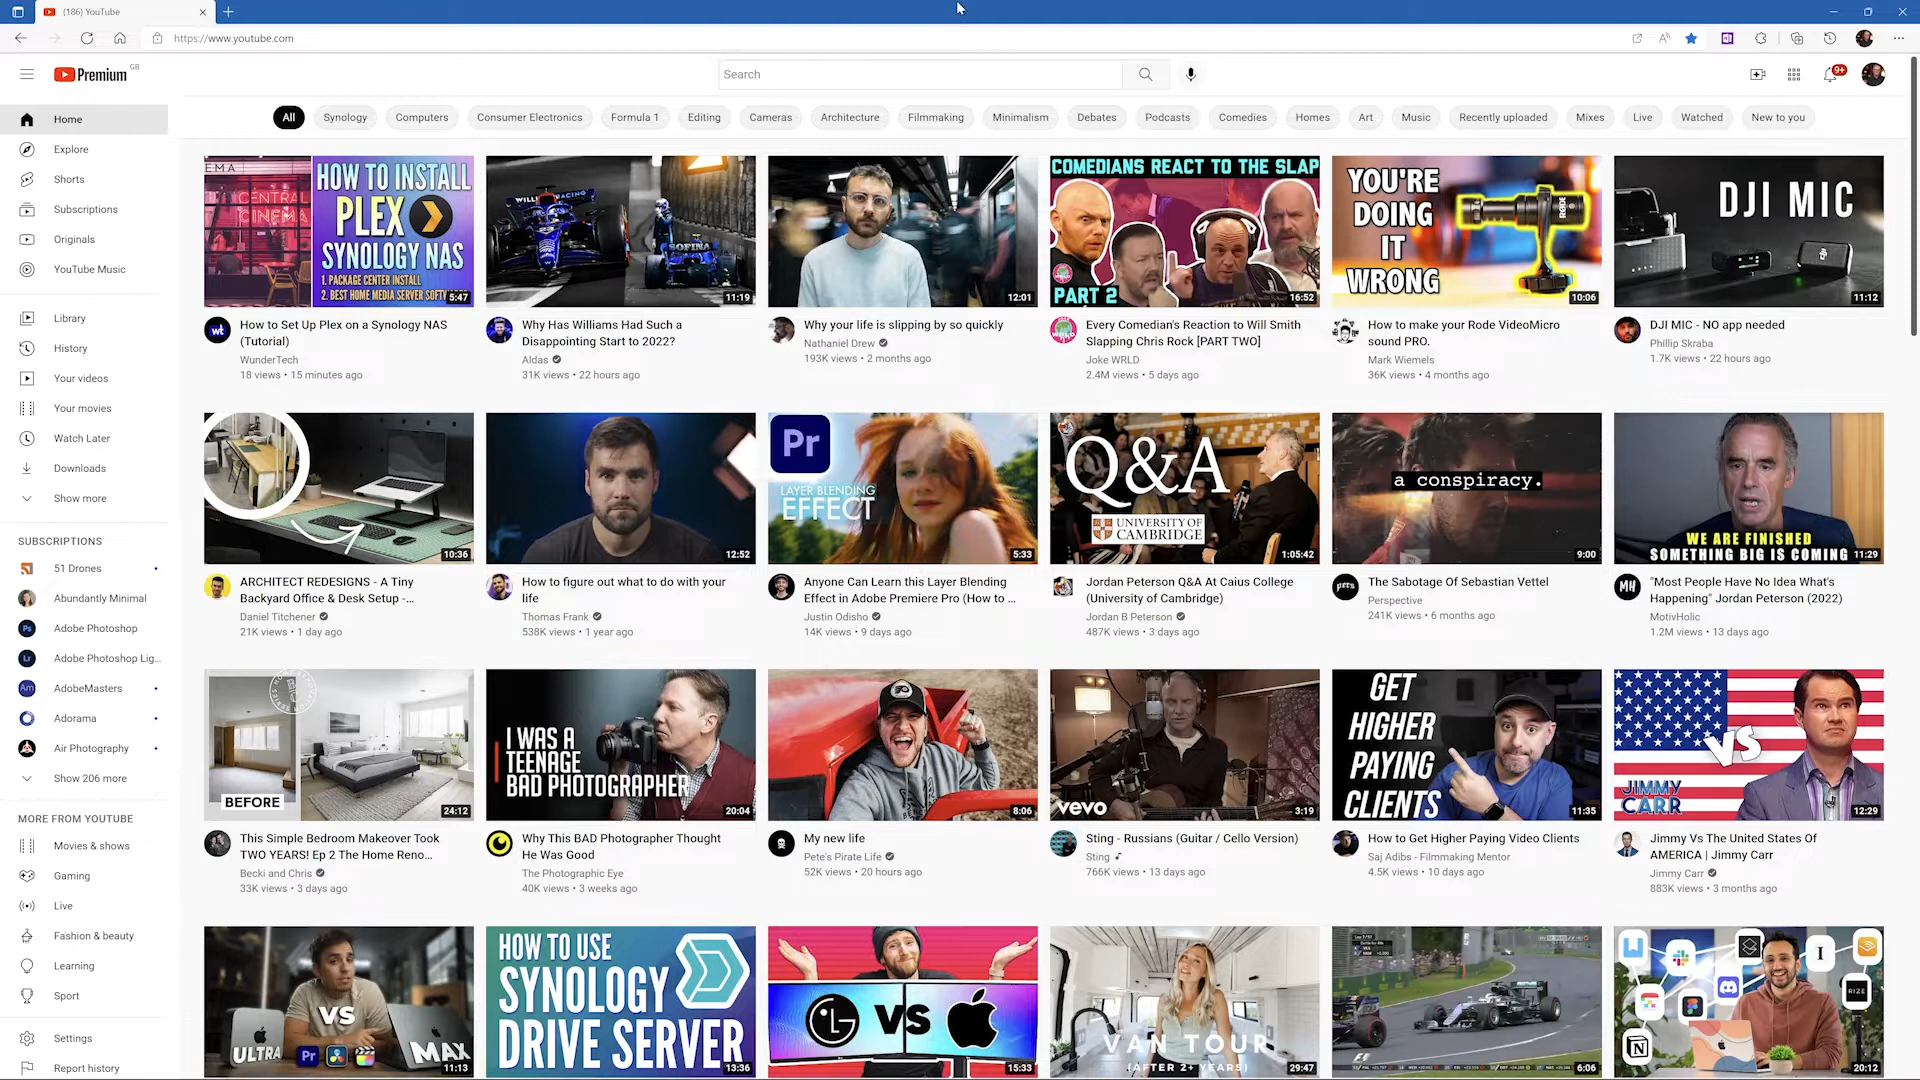 (186) YouTube
https://www.youtube.com
Premium GB
Search
9+
All
Synology
Computers
Consumer Electronics
Formula 1
Editing
Cameras
Architecture
Filmmaking
Minimalism
Debates
Podcasts
Comedies
Homes
Art
Music
Recently uploaded
Mixes
Live
Watched
New to you
Home
Explore
Shorts
Subscriptions
Originals
YouTube Music
Library
History
Your videos
Your movies
Watch Later
Downloads
Show more
SUBSCRIPTIONS
51 Drones
Abundantly Minimal
Adobe Photoshop
Adobe Photoshop Lig...
AdobeMasters
Adorama
Air Photography
Show 206 more
MORE FROM YOUTUBE
Movies & shows
Gaming
Live
Fashion & beauty
Learning
Sport
Settings
Report history
CENTRAL
CINEMA
HOW TO INSTALL
PLEX
SYNOLOGY NAS
1. PACKAGE CENTER INSTALL
2. BEST HOME MEDIA SERVER
5:47
How to Set Up Plex on a Synology NAS
(Tutorial)
WunderTech
18 views • 15 minutes ago
SOFINA
11:19
Why Has Williams Had Such a
Disappointing Start to 2022?
Aldas
31K views • 22 hours ago
12:01
Why your life is slipping by so quickly
Nathaniel Drew
193K views • 2 months ago
COMEDIANS REACT TO THE SLAP
PART 2
16:52
Every Comedian's Reaction to Will Smith
Slapping Chris Rock [PART TWO]
Joke WRLD
2.4M views • 5 days ago
YOU'RE
DOING
IT
WRONG
RODE
10:06
How to make your Rode VideoMicro
sound PRO.
Mark Wiemels
36K views • 4 months ago
DJI MIC
11:12
DJI MIC - NO app needed
Phillip Skraba
1.7K views • 22 hours ago
10:36
ARCHITECT REDESIGNS - A Tiny
Backyard Office & Desk Setup -...
Daniel Titchener
21K views • 1 day ago
12:52
How to figure out what to do with your
life
Thomas Frank
538K views • 1 year ago
Pr
LAYER BLENDING
EFFECT
5:33
Anyone Can Learn this Layer Blending
Effect in Adobe Premiere Pro (How to ...
Justin Odisho
14K views • 9 days ago
Q&A
UNIVERSITY OF
CAMBRIDGE
1:05:42
Jordan Peterson Q&A At Caius College
(University of Cambridge)
Jordan B Peterson
487K views • 3 days ago
a conspiracy.
9:00
The Sabotage Of Sebastian Vettel
Perspective
241K views • 6 months ago
WE ARE FINISHED
SOMETHING BIG IS COMING
11:29
"Most People Have No Idea What's
Happening" Jordan Peterson (2022)
MotivHolic
1.2M views • 13 days ago
BEFORE
24:12
This Simple Bedroom Makeover Took
TWO YEARS! Ep 2 The Home Reno...
Becki and Chris
33K views • 3 days ago
I WAS A
TEENAGE
BAD PHOTOGRAPHER
20:04
Why This BAD Photographer Thought
He Was Good
The Photographic Eye
40K views • 3 weeks ago
8:06
My new life
Pete's Pirate Life
52K views • 20 hours ago
vevo
3:19
Sting - Russians (Guitar / Cello Version)
Sting
766K views • 13 days ago
GET
HIGHER
PAYING
CLIENTS
11:35
How to Get Higher Paying Video Clients
Saj Adibs - Filmmaking Mentor
4.5K views • 10 days ago
VS
JIMMY
CARR
12:29
Jimmy Vs The United States Of
AMERICA | Jimmy Carr
Jimmy Carr
883K views • 3 months ago
VS
ULTRA
Pr
MAX
11:13
HOW TO USE
SYNOLOGY
DRIVE SERVER
13:36
LG VS
15:33
VAN TOUR
(AFTER 2+ YEARS)
29:47
6:06
RIZE
20:12